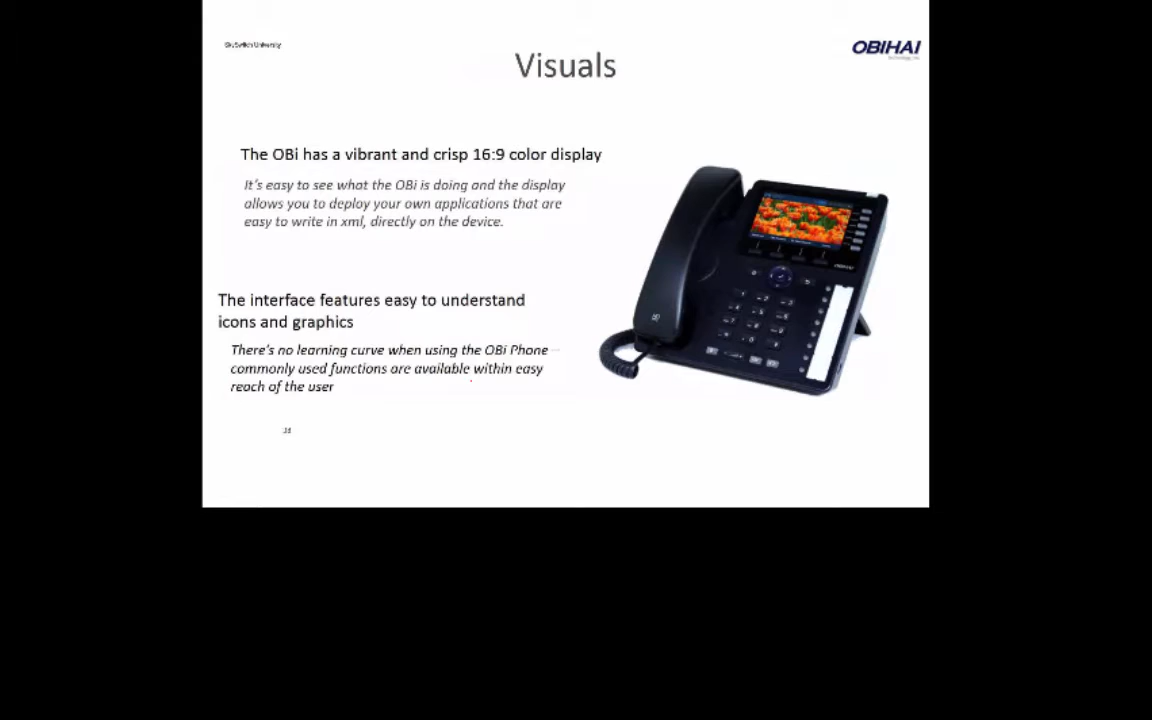 SkySwitch University
OBIHAI
Visuals
The OBi has a vibrant and crisp 16:9 color display
It's easy to see what the OBi is doing and the display
allows you to deploy your own applications that are
easy to write in xml, directly on the device.
The interface features easy to understand
icons and graphics
There's no learning curve when using the OBi Phone
commonly used functions are available within easy
reach of the user